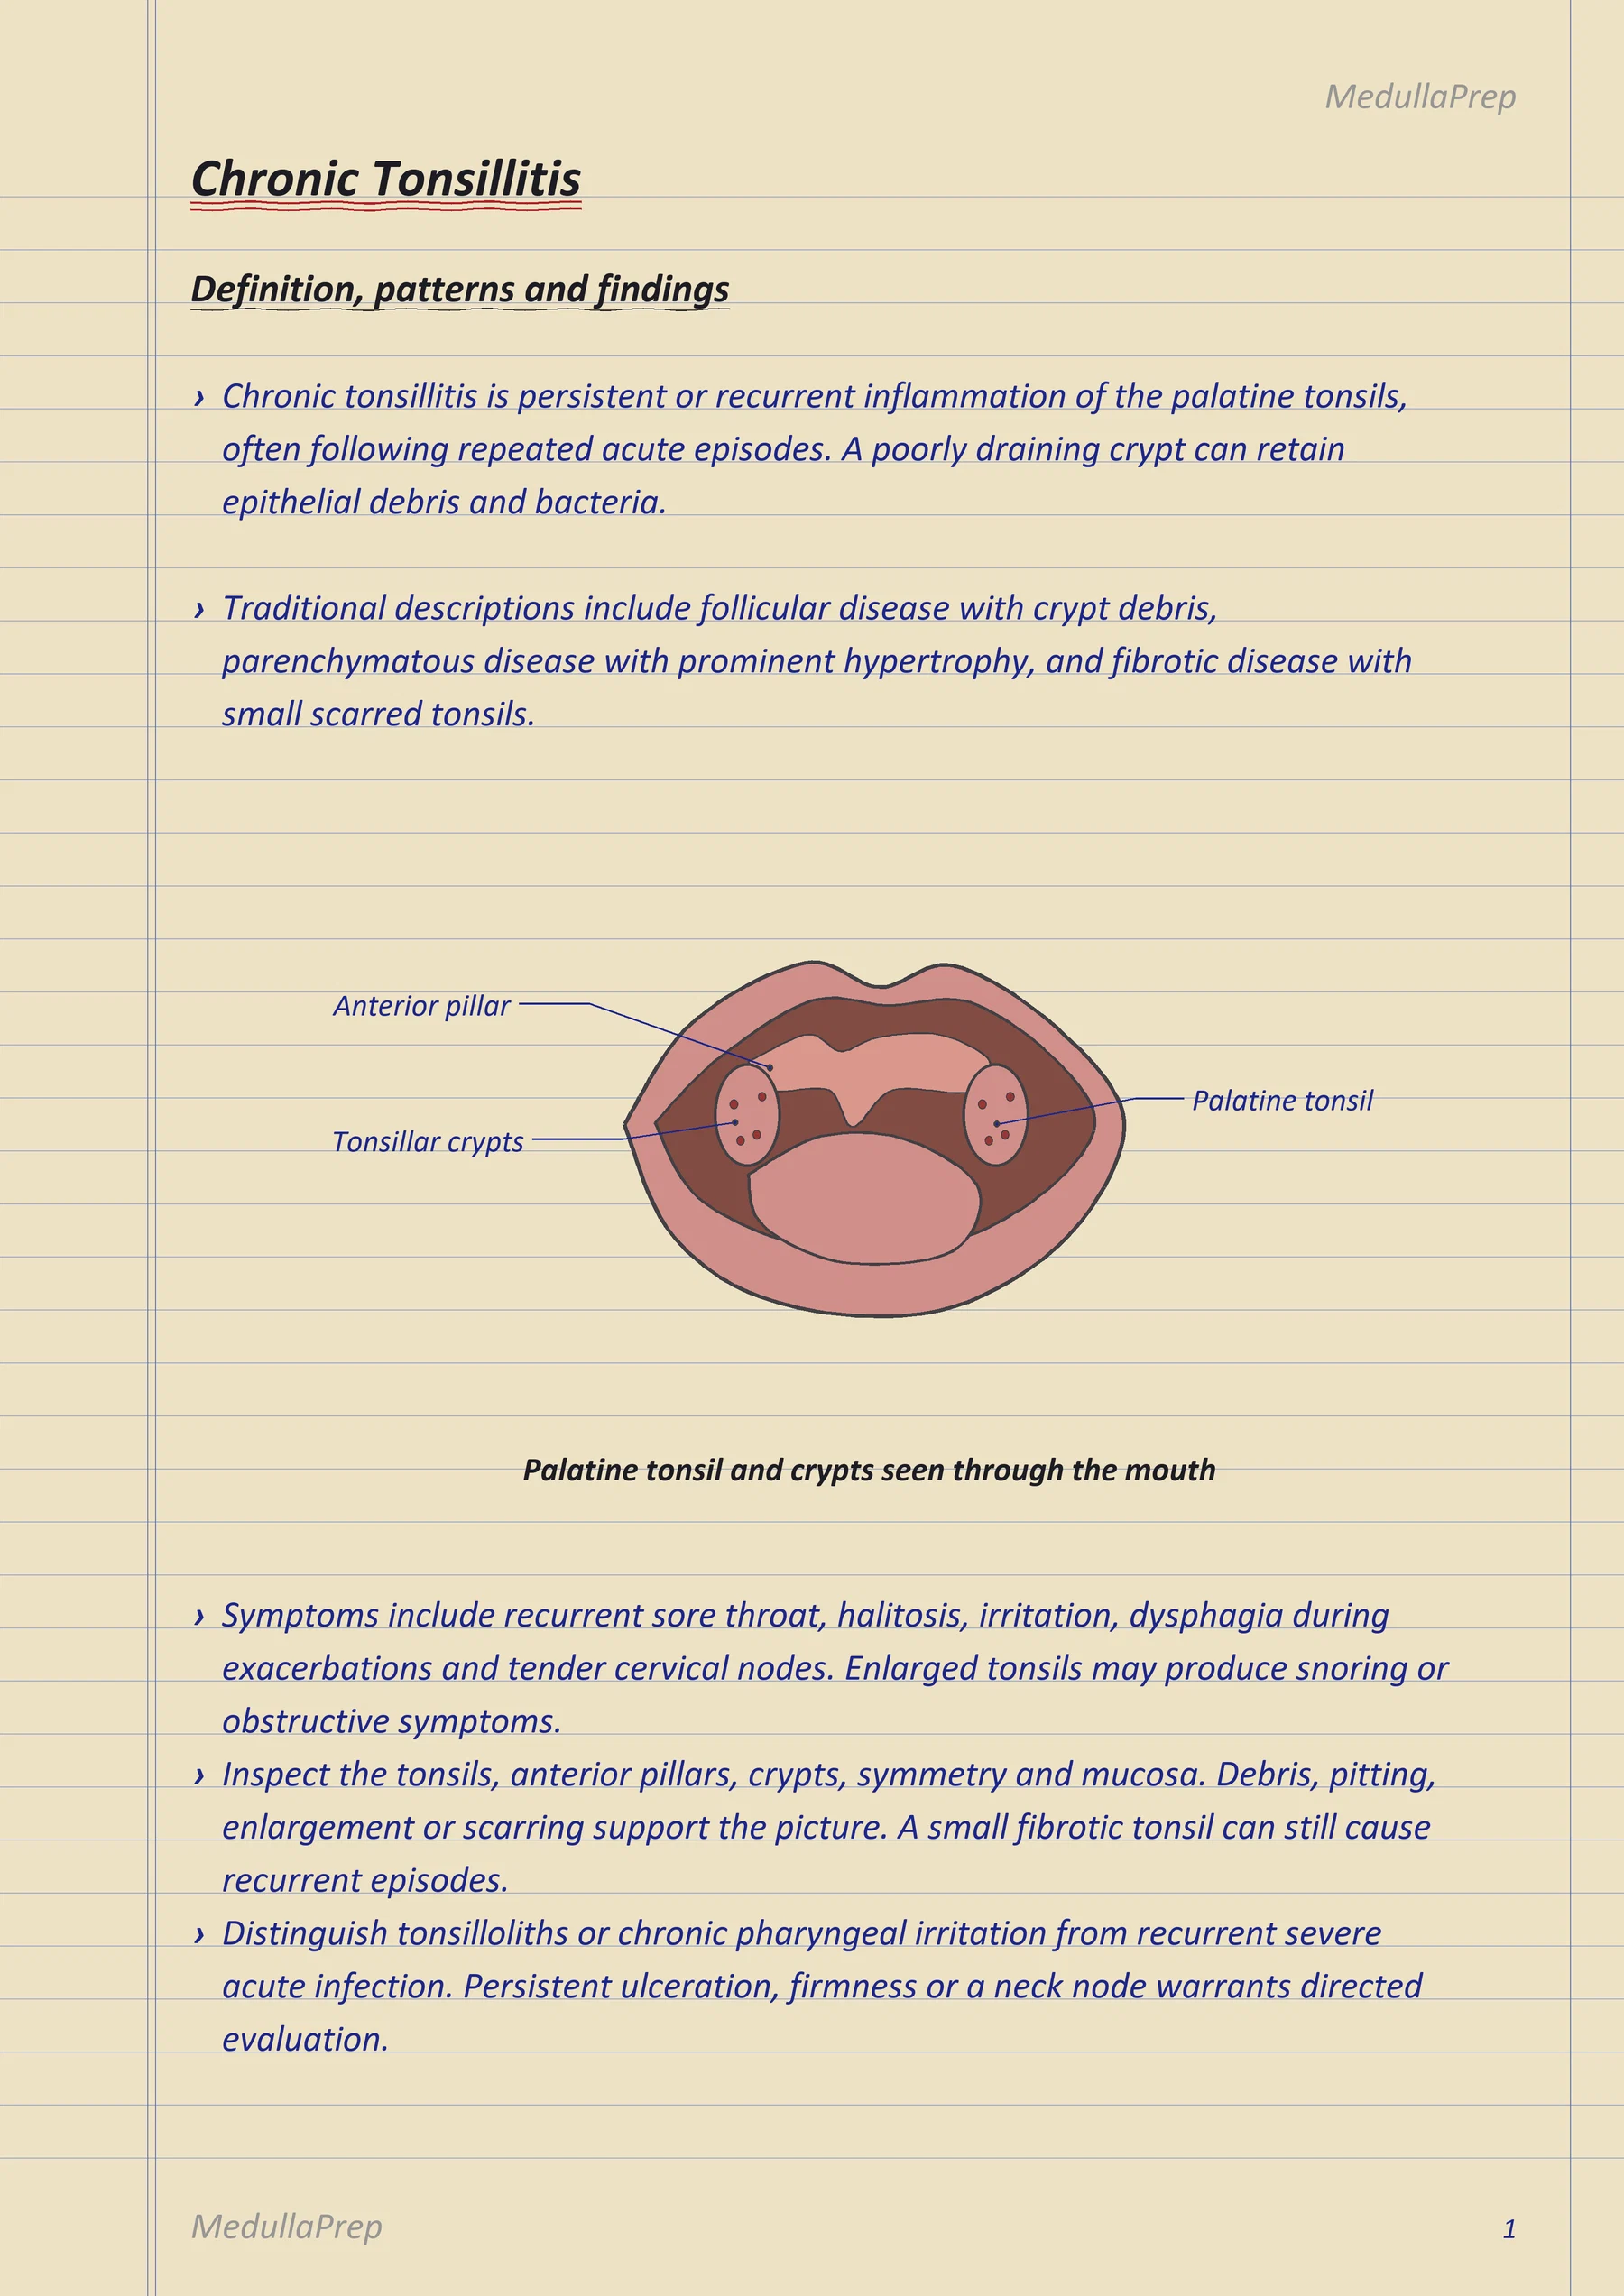 MedullaPrep
Chronic Tonsillitis
Definition, patterns and findings
› Chronic tonsillitis is persistent or recurrent inflammation of the palatine tonsils,
often following repeated acute episodes. A poorly draining crypt can retain
epithelial debris and bacteria.
› Traditional descriptions include follicular disease with crypt debris,
parenchymatous disease with prominent hypertrophy, and fibrotic disease with
small scarred tonsils.
Anterior pillar
Palatine tonsil
Tonsillar crypts
Palatine tonsil and crypts seen through the mouth
› Symptoms include recurrent sore throat, halitosis, irritation, dysphagia during
exacerbations and tender cervical nodes. Enlarged tonsils may produce snoring or
obstructive symptoms.
› Inspect the tonsils, anterior pillars, crypts, symmetry and mucosa. Debris, pitting,
enlargement or scarring support the picture. A small fibrotic tonsil can still cause
recurrent episodes.
› Distinguish tonsilloliths or chronic pharyngeal irritation from recurrent severe
acute infection. Persistent ulceration, firmness or a neck node warrants directed
evaluation.
MedullaPrep
1